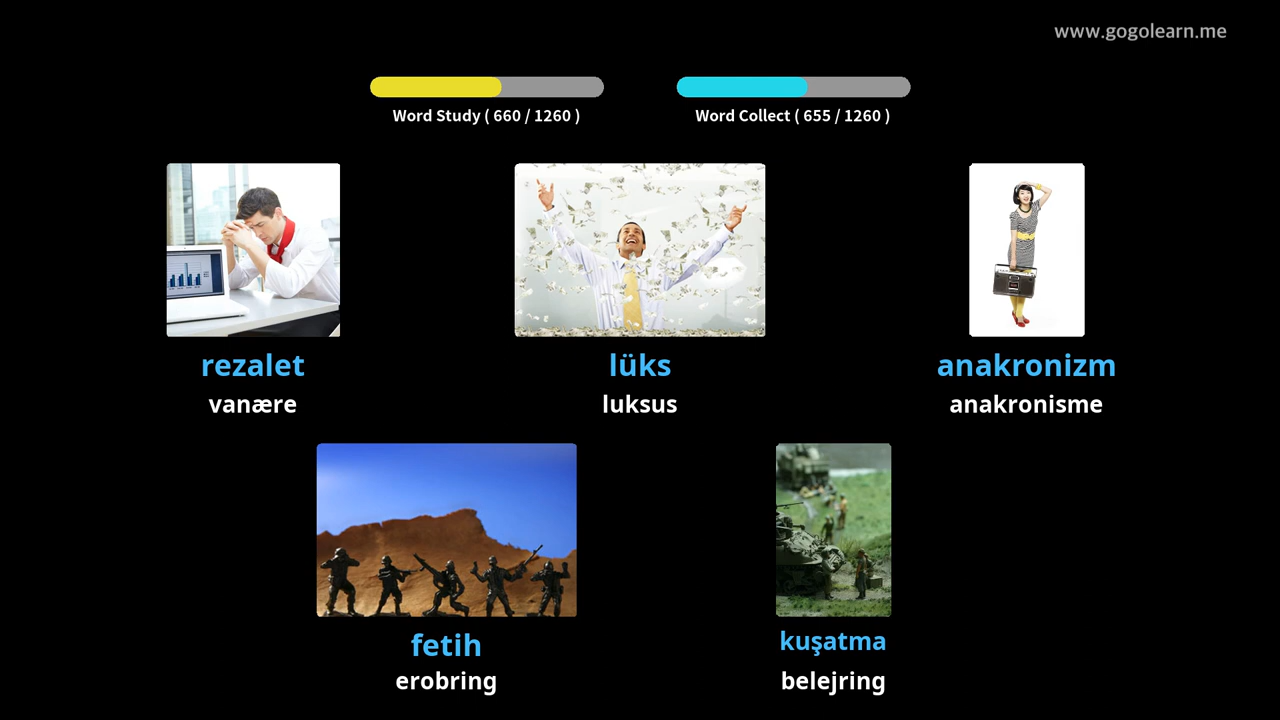 www.gogolearn.me
Word Study ( 660 / 1260 )
Word Collect ( 655 / 1260 )
rezalet
vanære
lüks
luksus
anakronizm
anakronisme
fetih
erobring
kuşatma
belejring